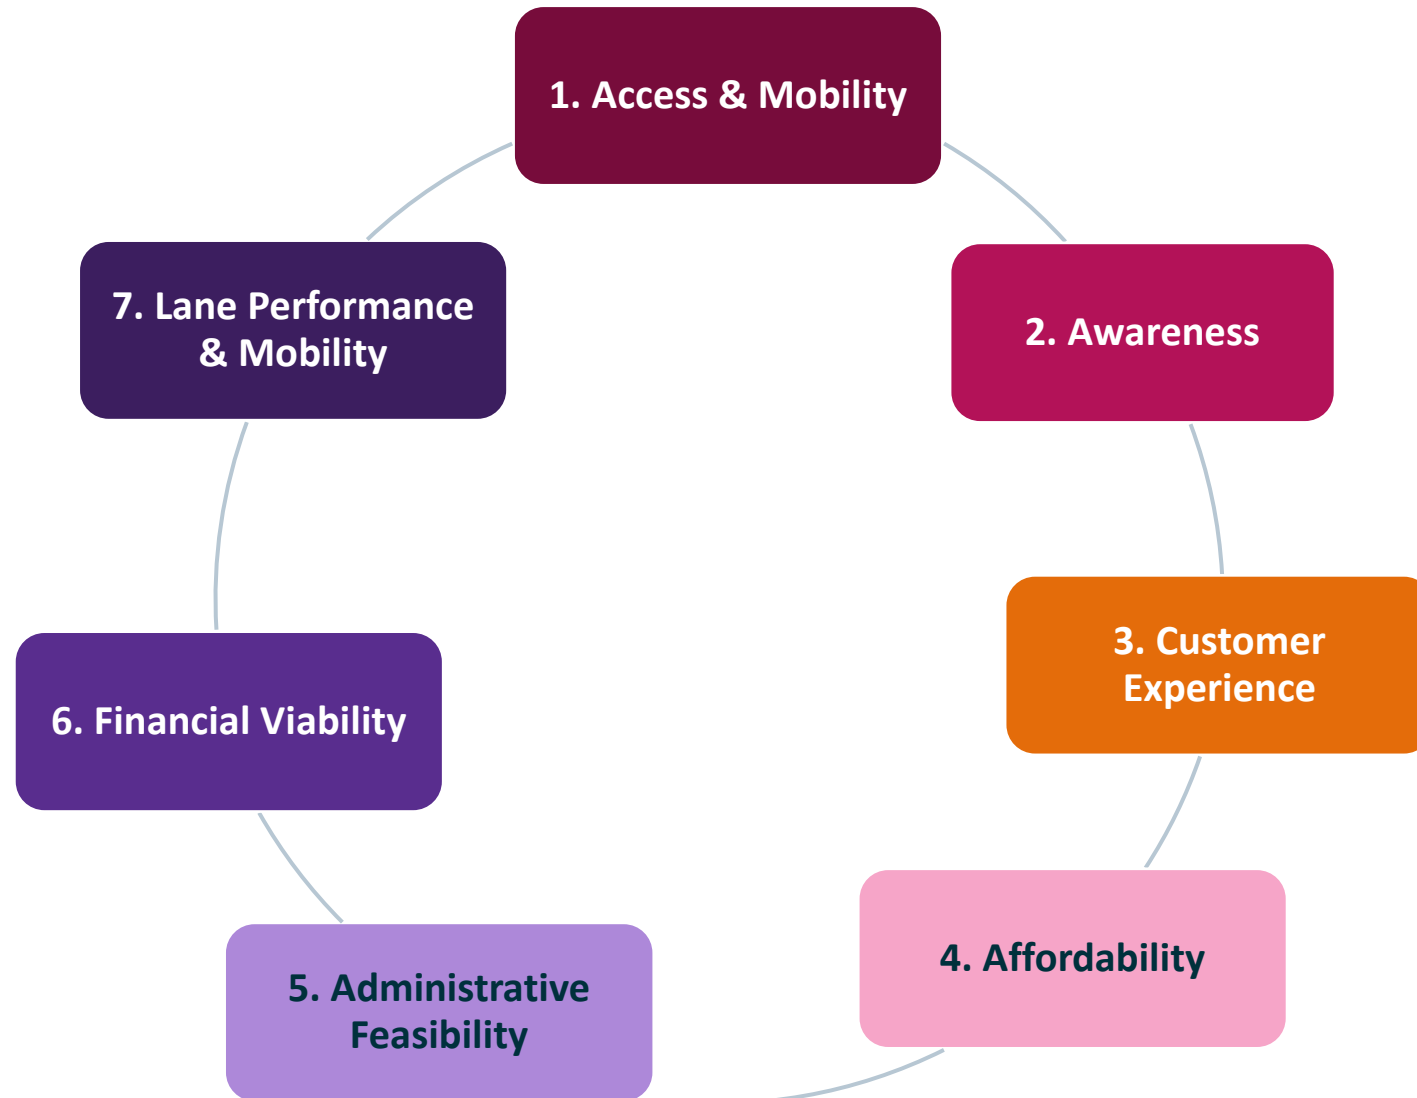 1. Access & Mobility
2. Awareness
3. Customer
Experience
4. Affordability
5. Administrative
Feasibility
6. Financial Viability
7. Lane Performance
& Mobility